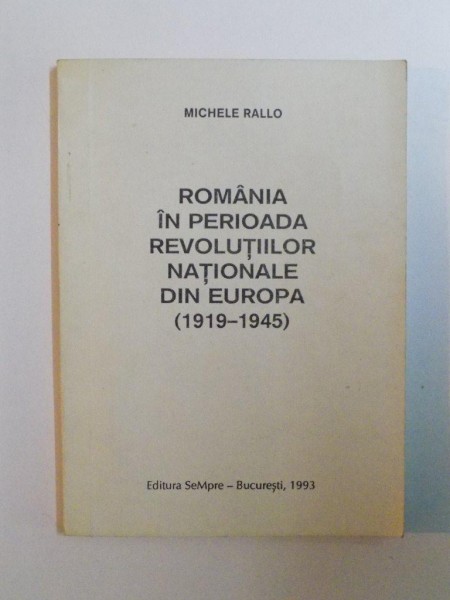 MICHELE RALLO
ROMÂNIA
ÎN PERIOADA
REVOLUȚIILOR
NAȚIONALE
DIN EUROPA
(1919–1945)
Editura SeMpre – București, 1993